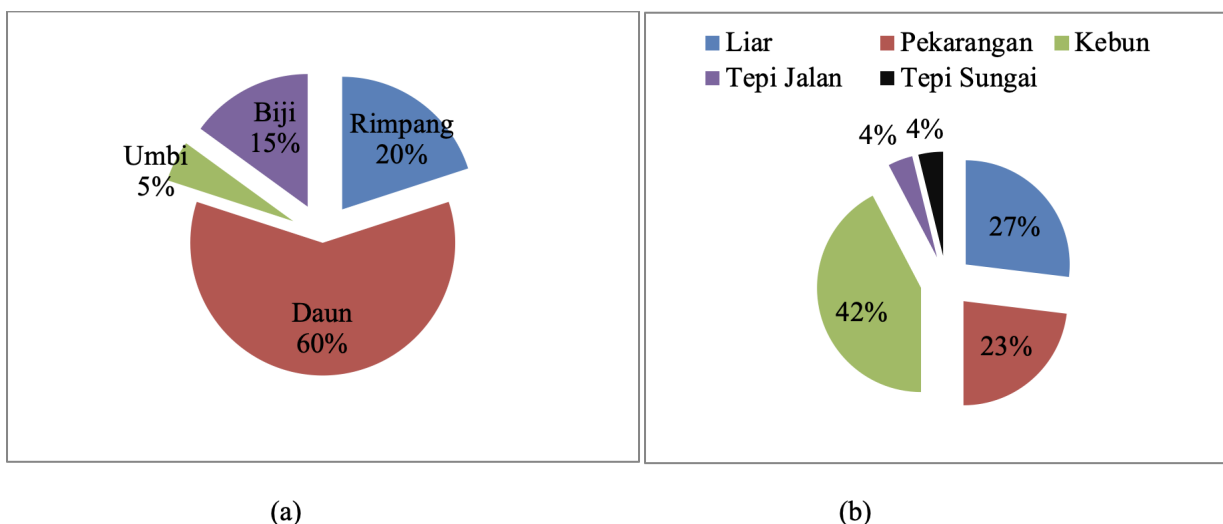 Biji
15%
Rimpang
20%
Umbi
5%
Daun
60%
(a)
Liar Pekarangan Kebun
Tepi Jalan Tepi Sungai
4% 4%
27%
42%
23%
(b)